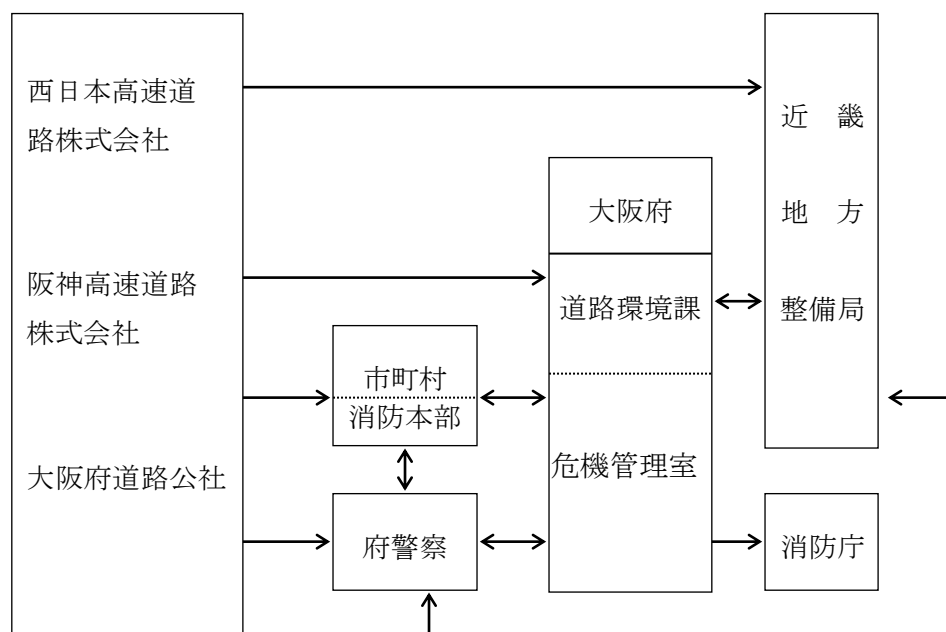 西日本高速道
路株式会社
阪神高速道路
株式会社
大阪府道路公社
市町村
消防本部
府警察
大阪府
道路環境課
危機管理室
近　畿
地　方
整備局
消防庁